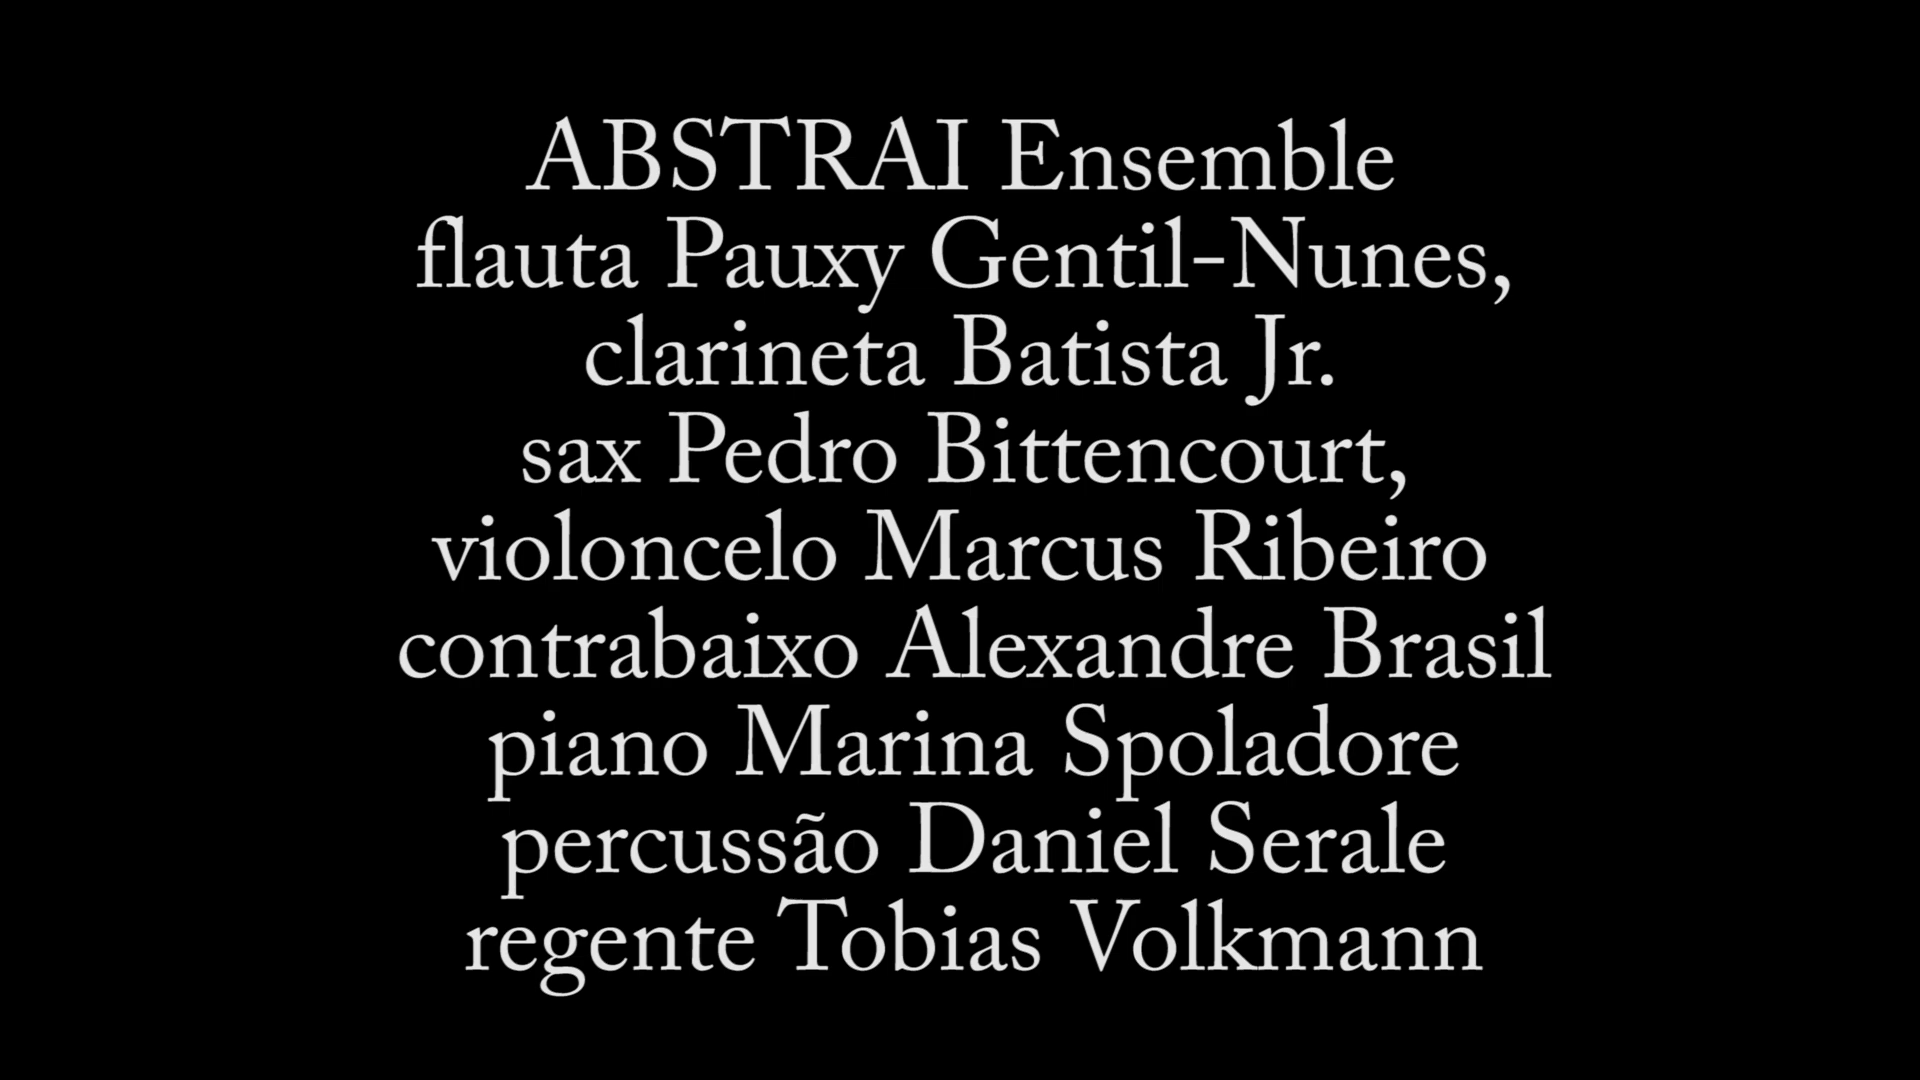 ABSTRAI Ensemble
flauta Pauxy Gentil-Nunes,
clarineta Batista Jr.
sax Pedro Bittencourt,
violoncelo Marcus Ribeiro
contrabaixo Alexandre Brasil
piano Marina Spoladore
percussão Daniel Serale
regente Tobias Volkmann